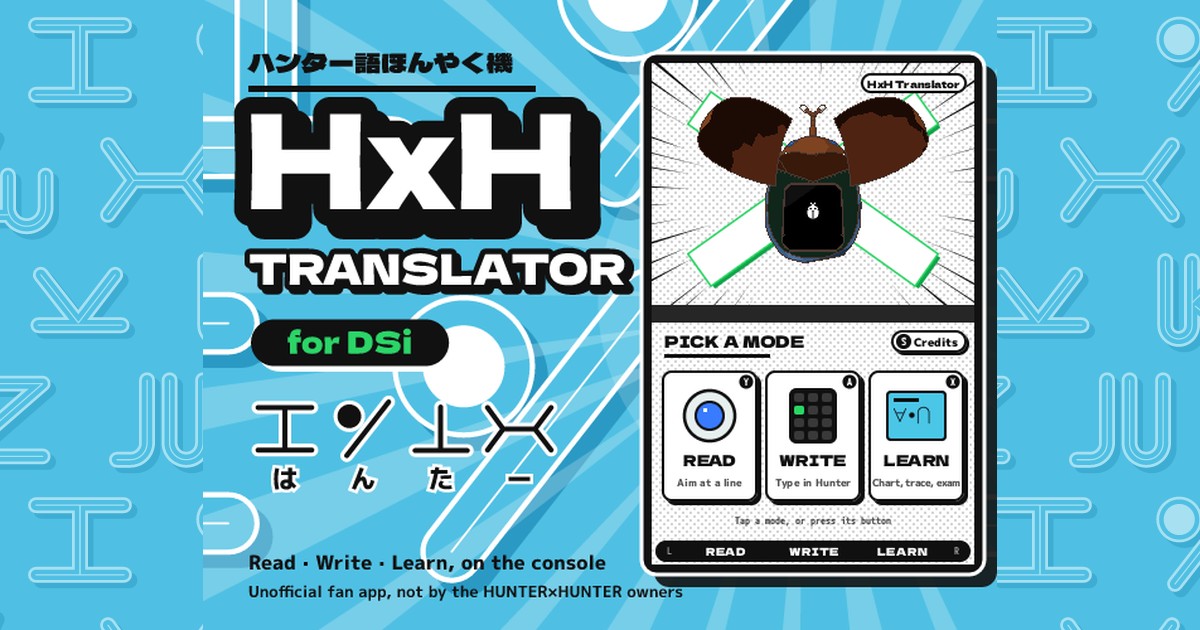 ハンター語ほんやく機
HxH
TRANSLATOR
for DSi
はんたー
Read · Write · Learn, on the console
Unofficial fan app, not by the HUNTER×HUNTER owners
HxH Translator
PICK A MODE
S Credits
Y A X
READ WRITE LEARN
Aim at a line Type in Hunter Chart, trace, exam
Tap a mode, or press its button
L READ WRITE LEARN R